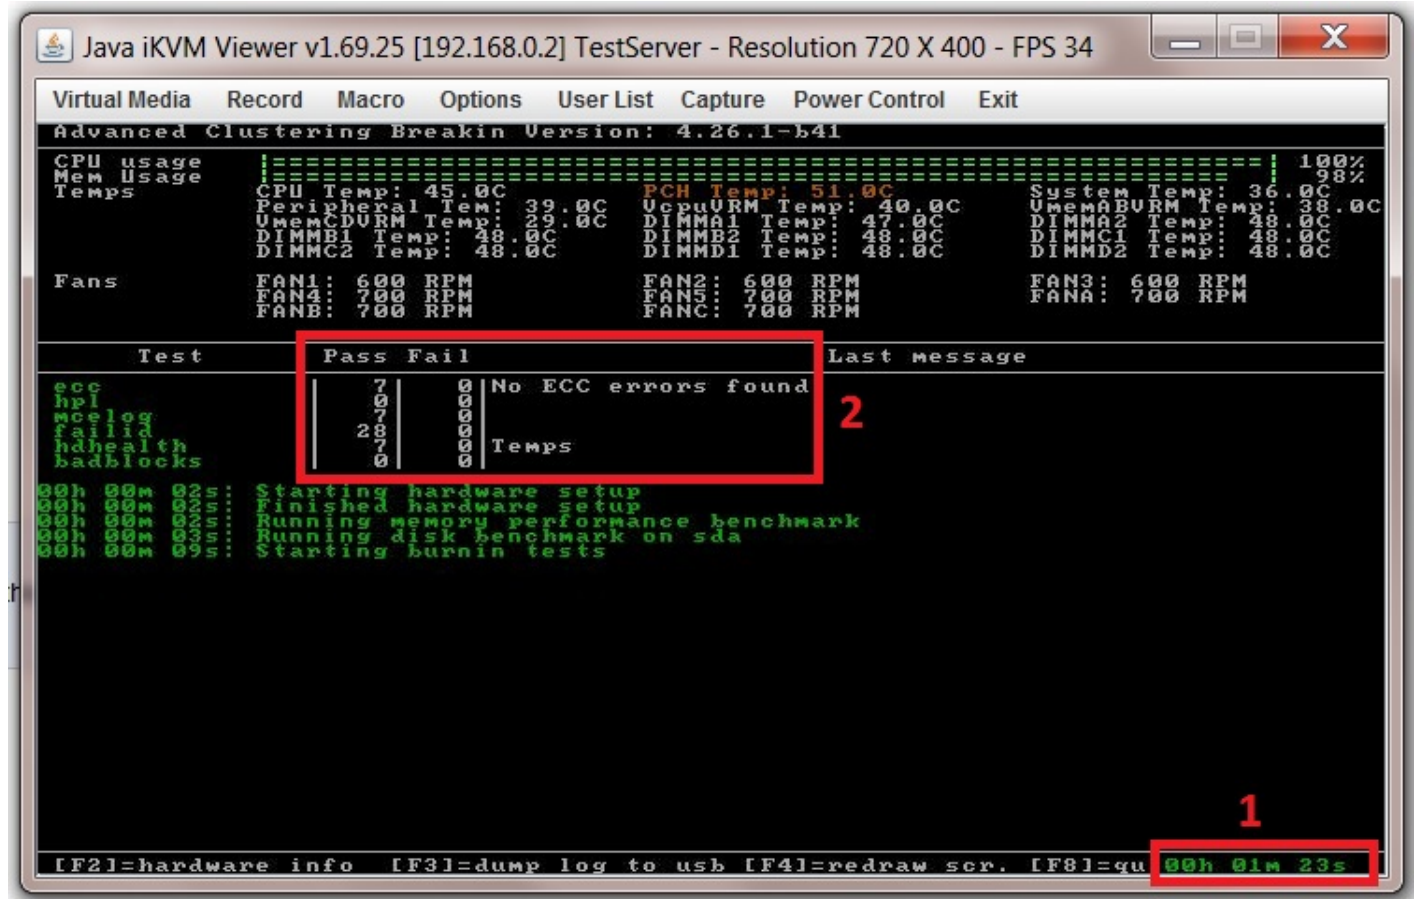 Java iKVM Viewer v1.69.25 [192.168.0.2] TestServer - Resolution 720 X 400 - FPS 34
Virtual Media Record Macro Options User List Capture Power Control Exit
Advanced Clustering Breakin Version: 4.26.1-b41
CPU usage |===========================================================| 100%
Mem Usage |========================================================= | 98%
Temps CPU Temp: 45.0C PCH Temp: 51.0C System Temp: 36.0C
Peripheral Tem: 39.0C VcpuVRM Temp: 40.0C VmemABVRM Temp: 38.0C
VmemCDVRM Temp: 29.0C DIMMA1 Temp: 47.0C DIMMA2 Temp: 48.0C
DIMMB1 Temp: 48.0C DIMMB2 Temp: 48.0C DIMMC1 Temp: 48.0C
DIMMC2 Temp: 48.0C DIMMD1 Temp: 48.0C DIMMD2 Temp: 48.0C
Fans FAN1: 600 RPM FAN2: 600 RPM FAN3: 600 RPM
FAN4: 700 RPM FAN5: 700 RPM FANA: 700 RPM
FANB: 700 RPM FANC: 700 RPM
Test Pass Fail Last message
ecc | 7| 0|No ECC errors found
hpl | 0| 0|
mcelog | 7| 0|
failid | 28| 0|
hdhealth | 7| 0|Temps
badblocks | 0| 0|
2
00h 00m 02s: Starting hardware setup
00h 00m 02s: Finished hardware setup
00h 00m 02s: Running memory performance benchmark
00h 00m 03s: Running disk benchmark on sda
00h 00m 09s: Starting burnin tests
1
[F2]=hardware info [F3]=dump log to usb [F4]=redraw scr. [F8]=qu 00h 01m 23s